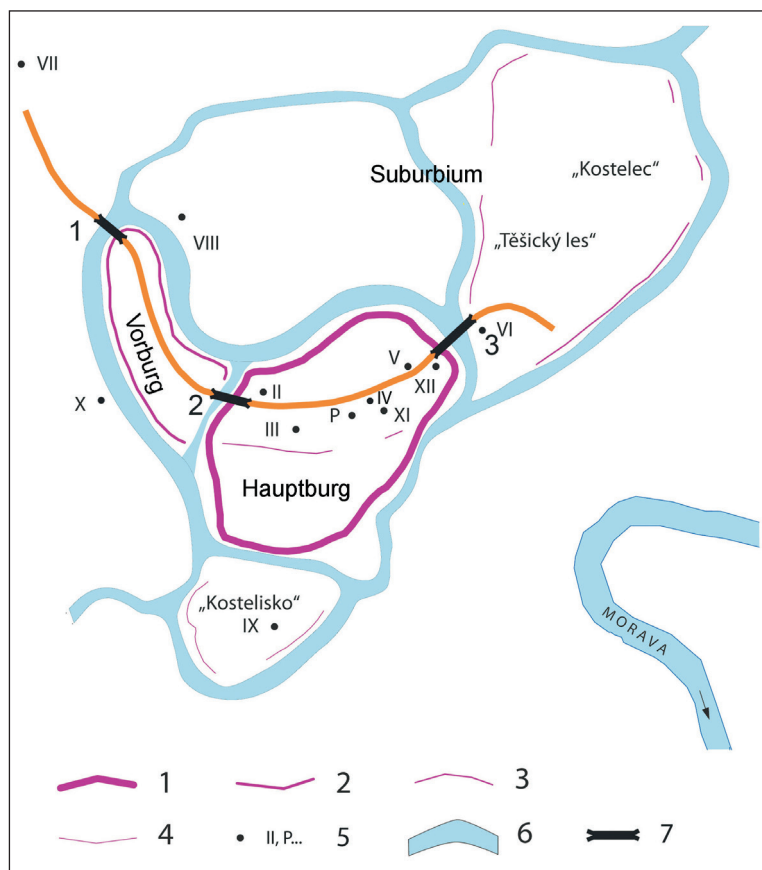 VII
Suburbium
„Kostelec“
1
VIII
„Těšický les“
Vorburg
3
VI
V
XII
X
2
II
IV
P
XI
III
Hauptburg
„Kostelisko“
IX
MORAVA
1
2
3
4
II, P...
5
6
7